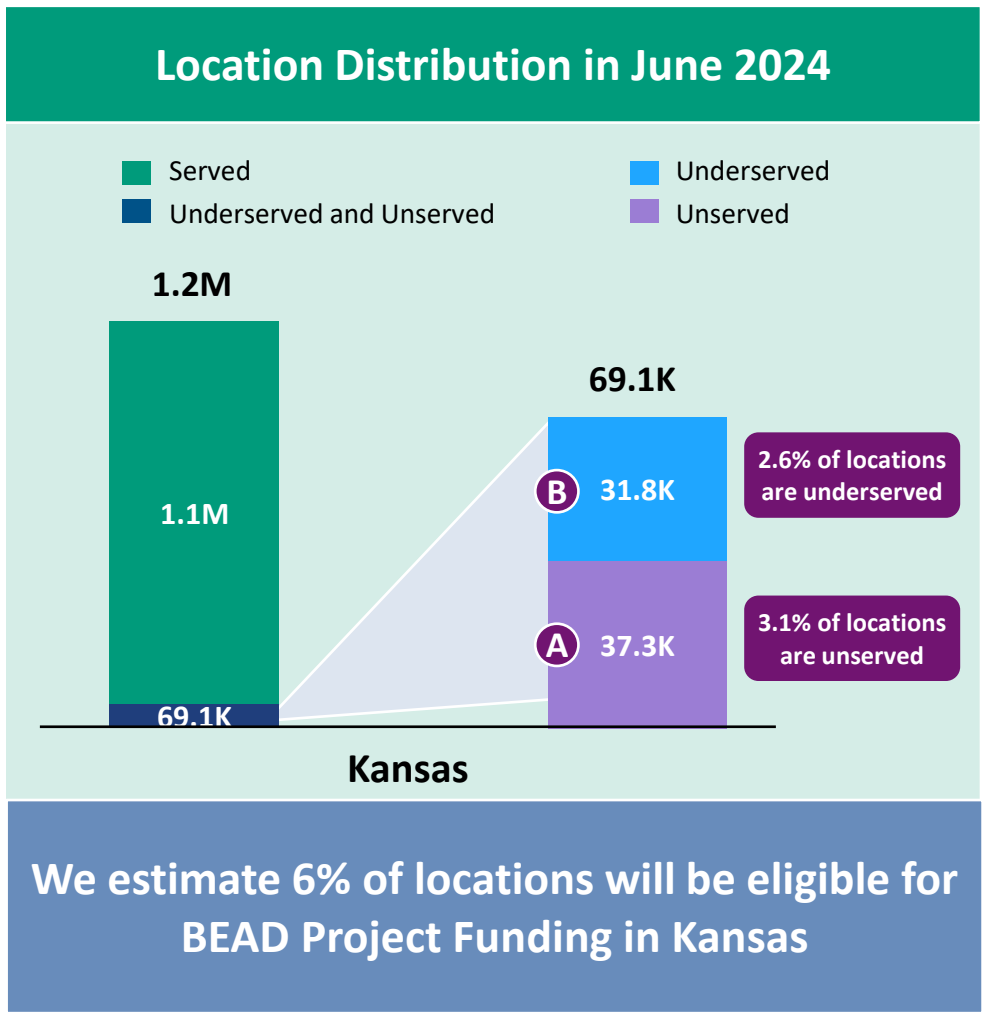 Location Distribution in June 2024
Served
Underserved
Underserved and Unserved
Unserved
1.2M
69.1K
1.1M
B
31.8K
2.6% of locations
are underserved
A
37.3K
3.1% of locations
are unserved
69.1K
Kansas
We estimate 6% of locations will be eligible for
BEAD Project Funding in Kansas